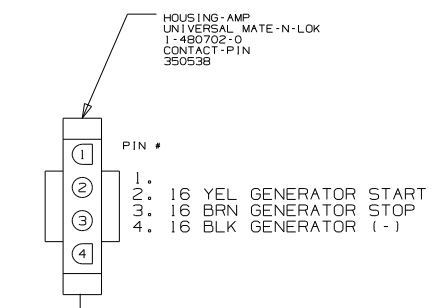 HOUSING-AMP
UNIVERSAL MATE-N-LOK
1-480702-0
CONTACT-PIN
350538
PIN #
1
2
3
4
1.
2. 16 YEL GENERATOR START
3. 16 BRN GENERATOR STOP
4. 16 BLK GENERATOR (-)